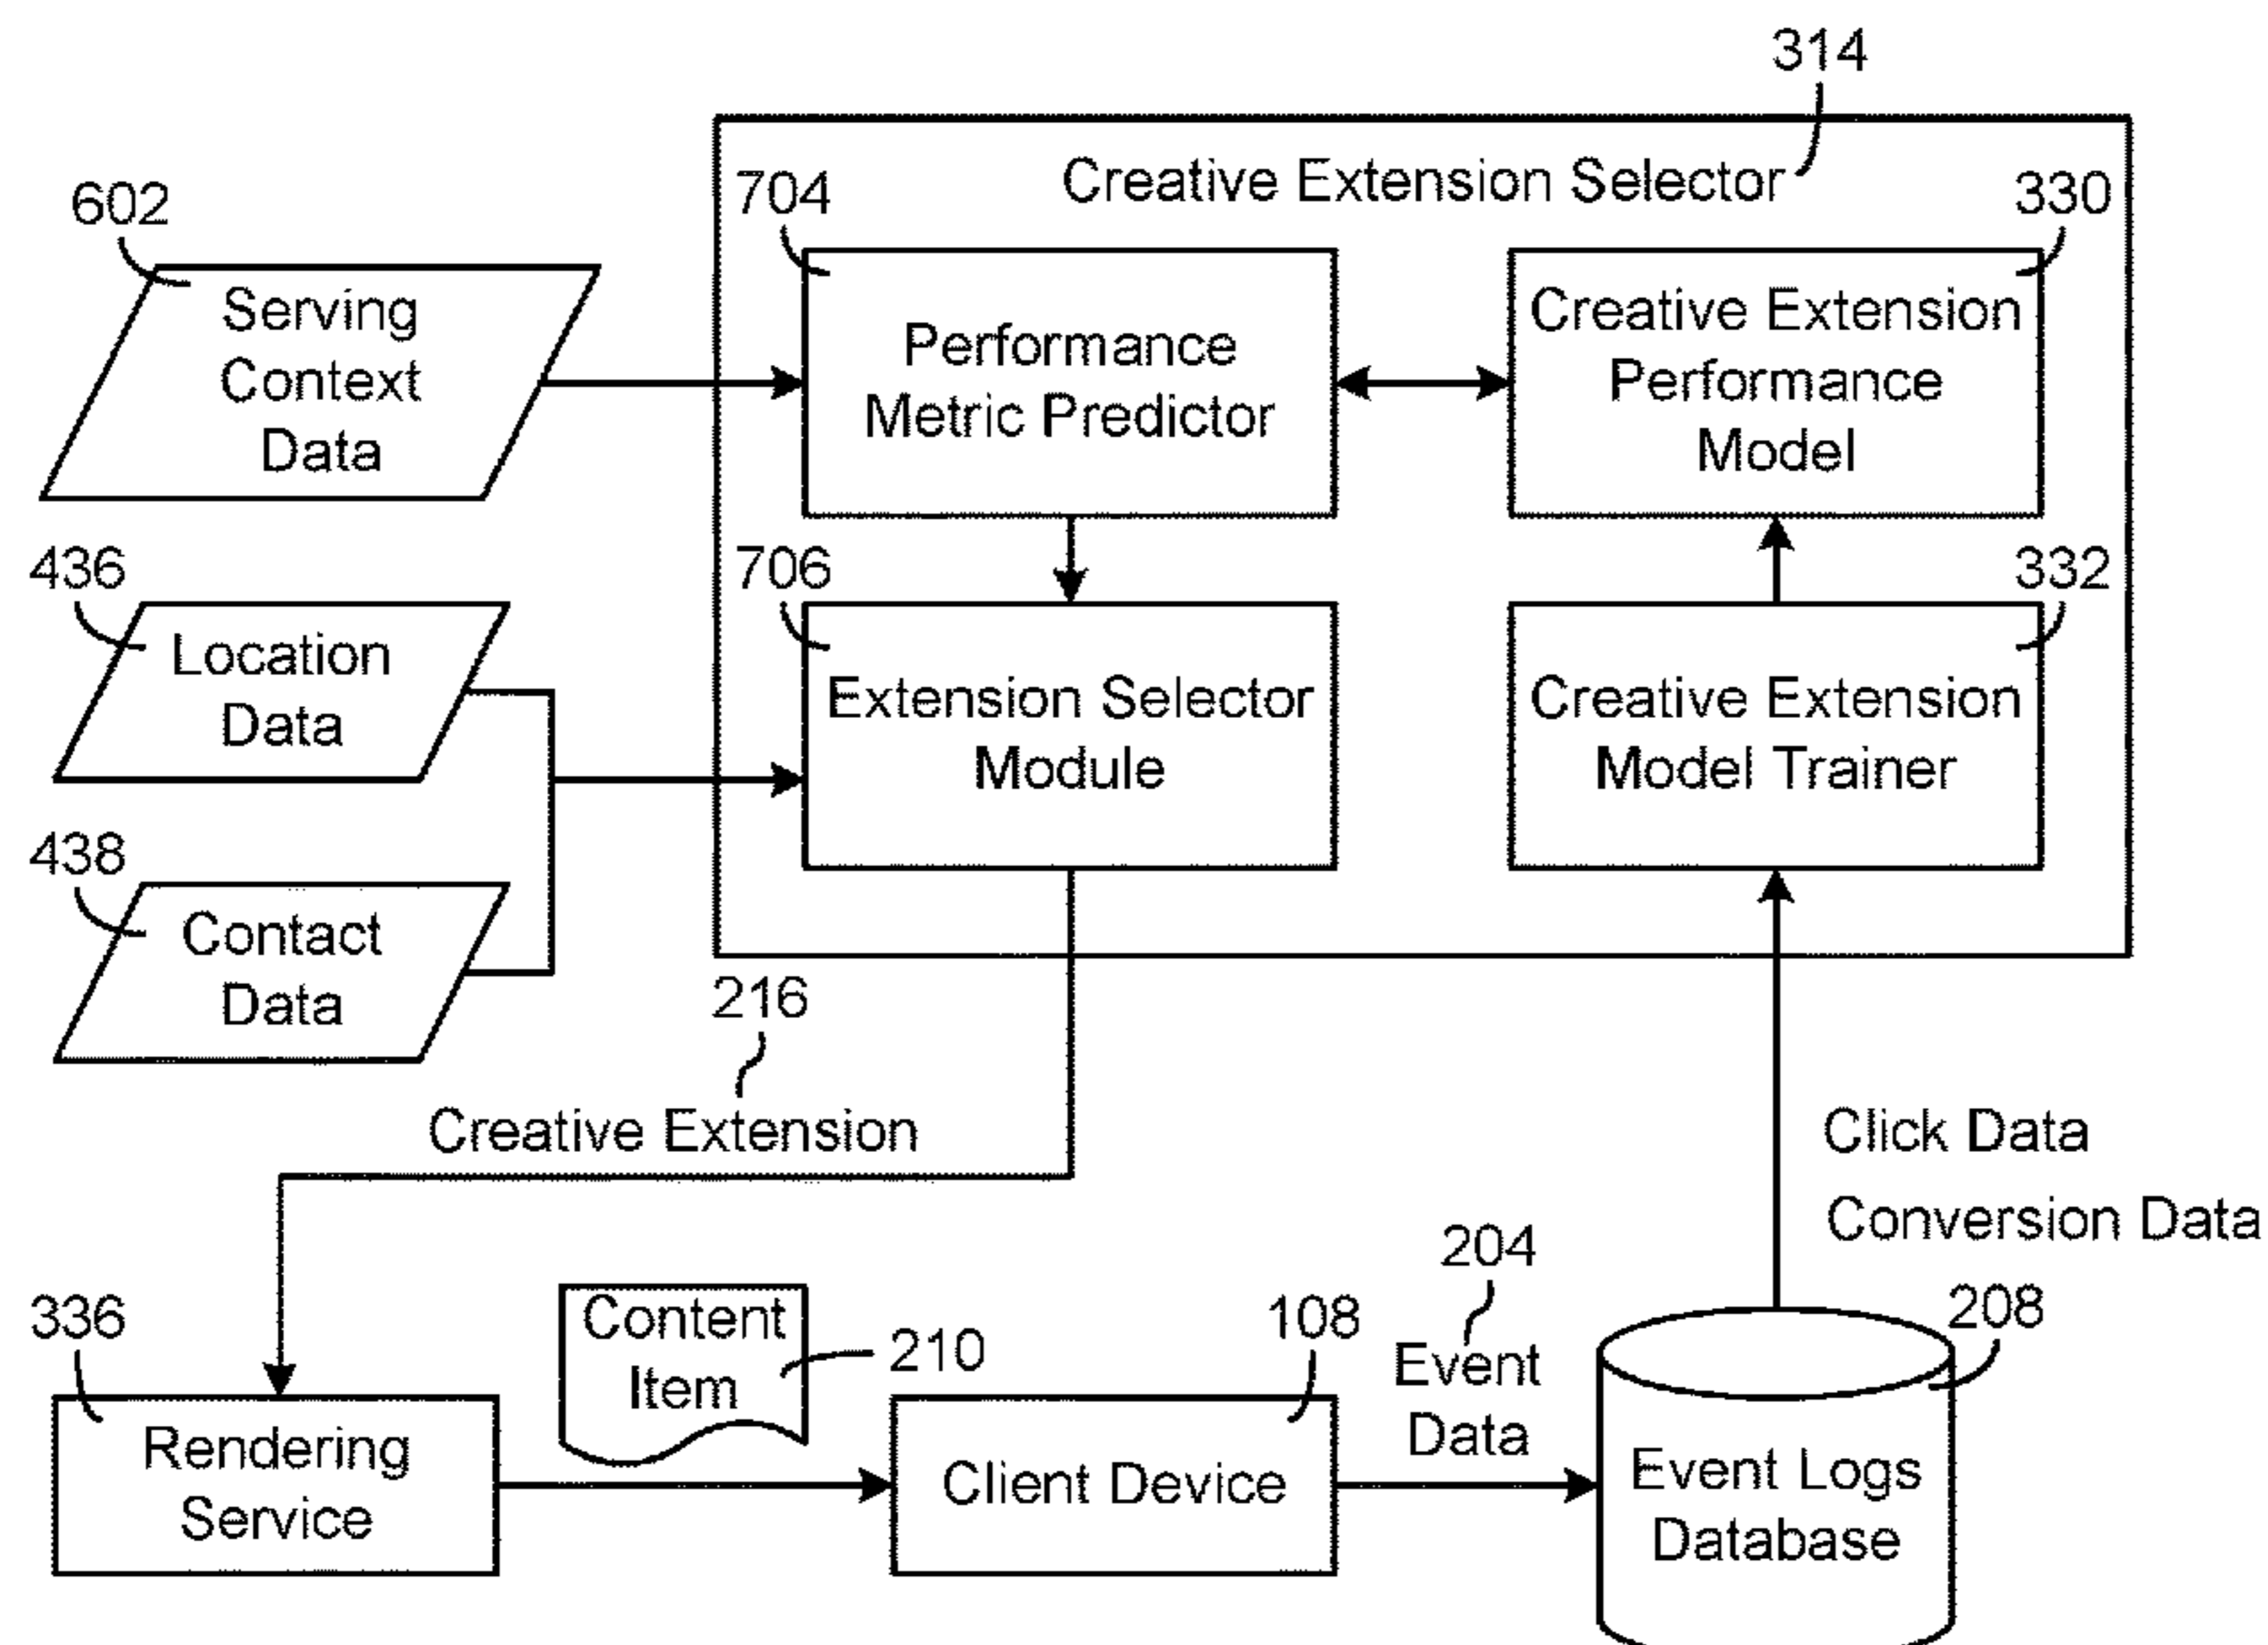 314
Creative Extension Selector
602
704
330
Serving
Context
Data
Performance
Metric Predictor
Creative Extension
Performance
Model
436
706
332
Location
Data
Extension Selector
Module
Creative Extension
Model Trainer
438
Contact
Data
216
Creative Extension
Click Data
Conversion Data
336
Content
Item
210
108
204
Event
Data
208
Rendering
Service
Client Device
Event Logs
Database